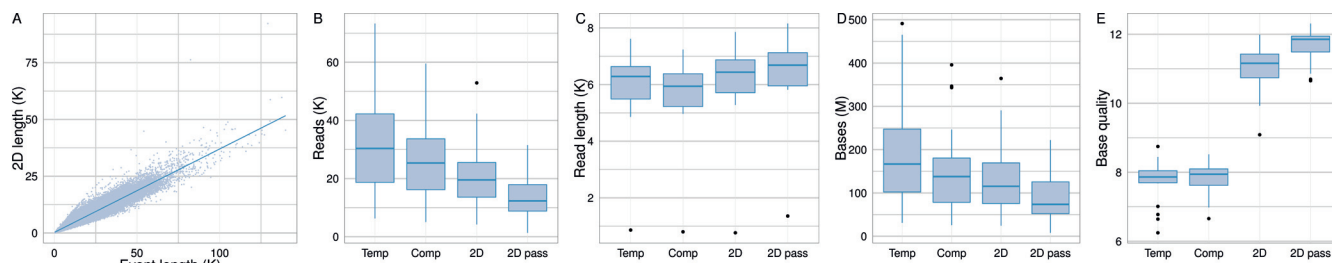 A
2D length (K)
75
50
25
0
0
50
100
Event length (K)
B
Reads (K)
60
40
20
0
Temp
Comp
2D
2D pass
C
Read length (K)
8
6
4
2
Temp
Comp
2D
2D pass
D
Bases (M)
500
400
300
200
100
0
Temp
Comp
2D
2D pass
E
Base quality
12
10
8
6
Temp
Comp
2D
2D pass